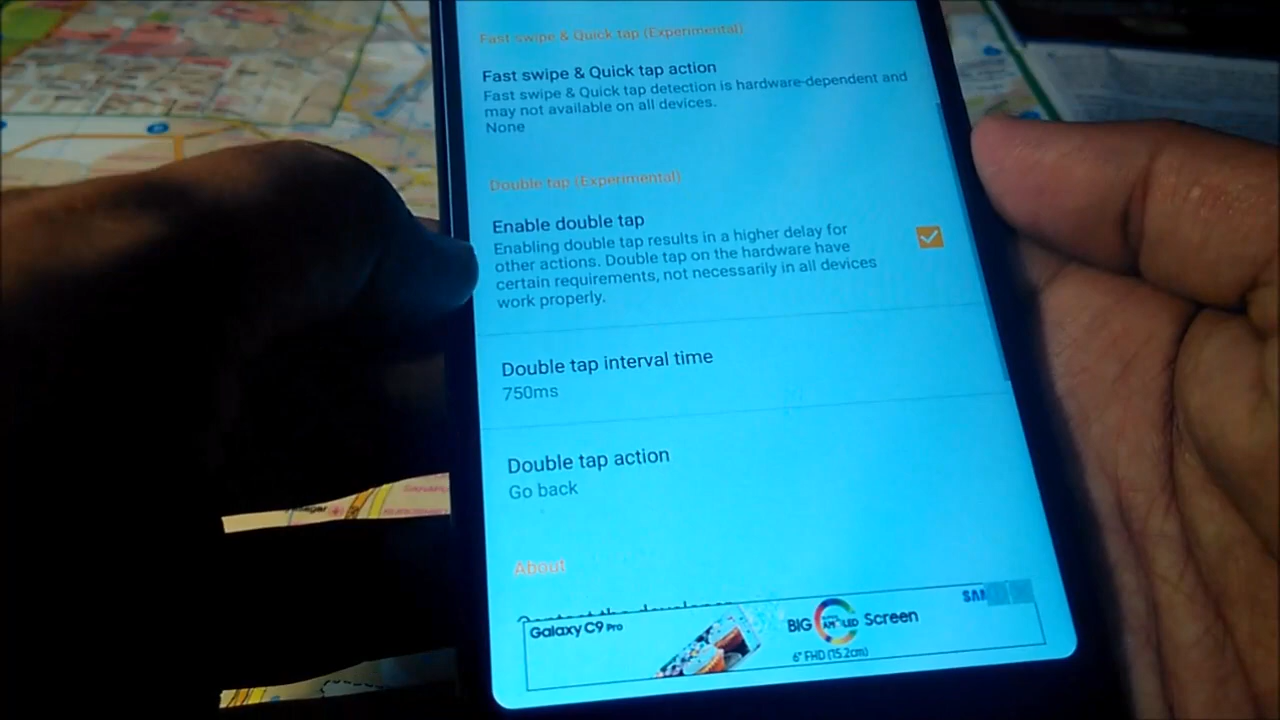 Fast swipe & Quick tap (Experimental)
Fast swipe & Quick tap action
Fast swipe & Quick tap detection is hardware-dependent and
may not available on all devices.
None
Double tap (Experimental)
Enable double tap
Enabling double tap results in a higher delay for
other actions. Double tap on the hardware have
certain requirements, not necessarily in all devices
work properly.
Double tap interval time
750ms
Double tap action
Go back
About
Galaxy C9 Pro
BIG AMOLED Screen
6" FHD (15.2cm)